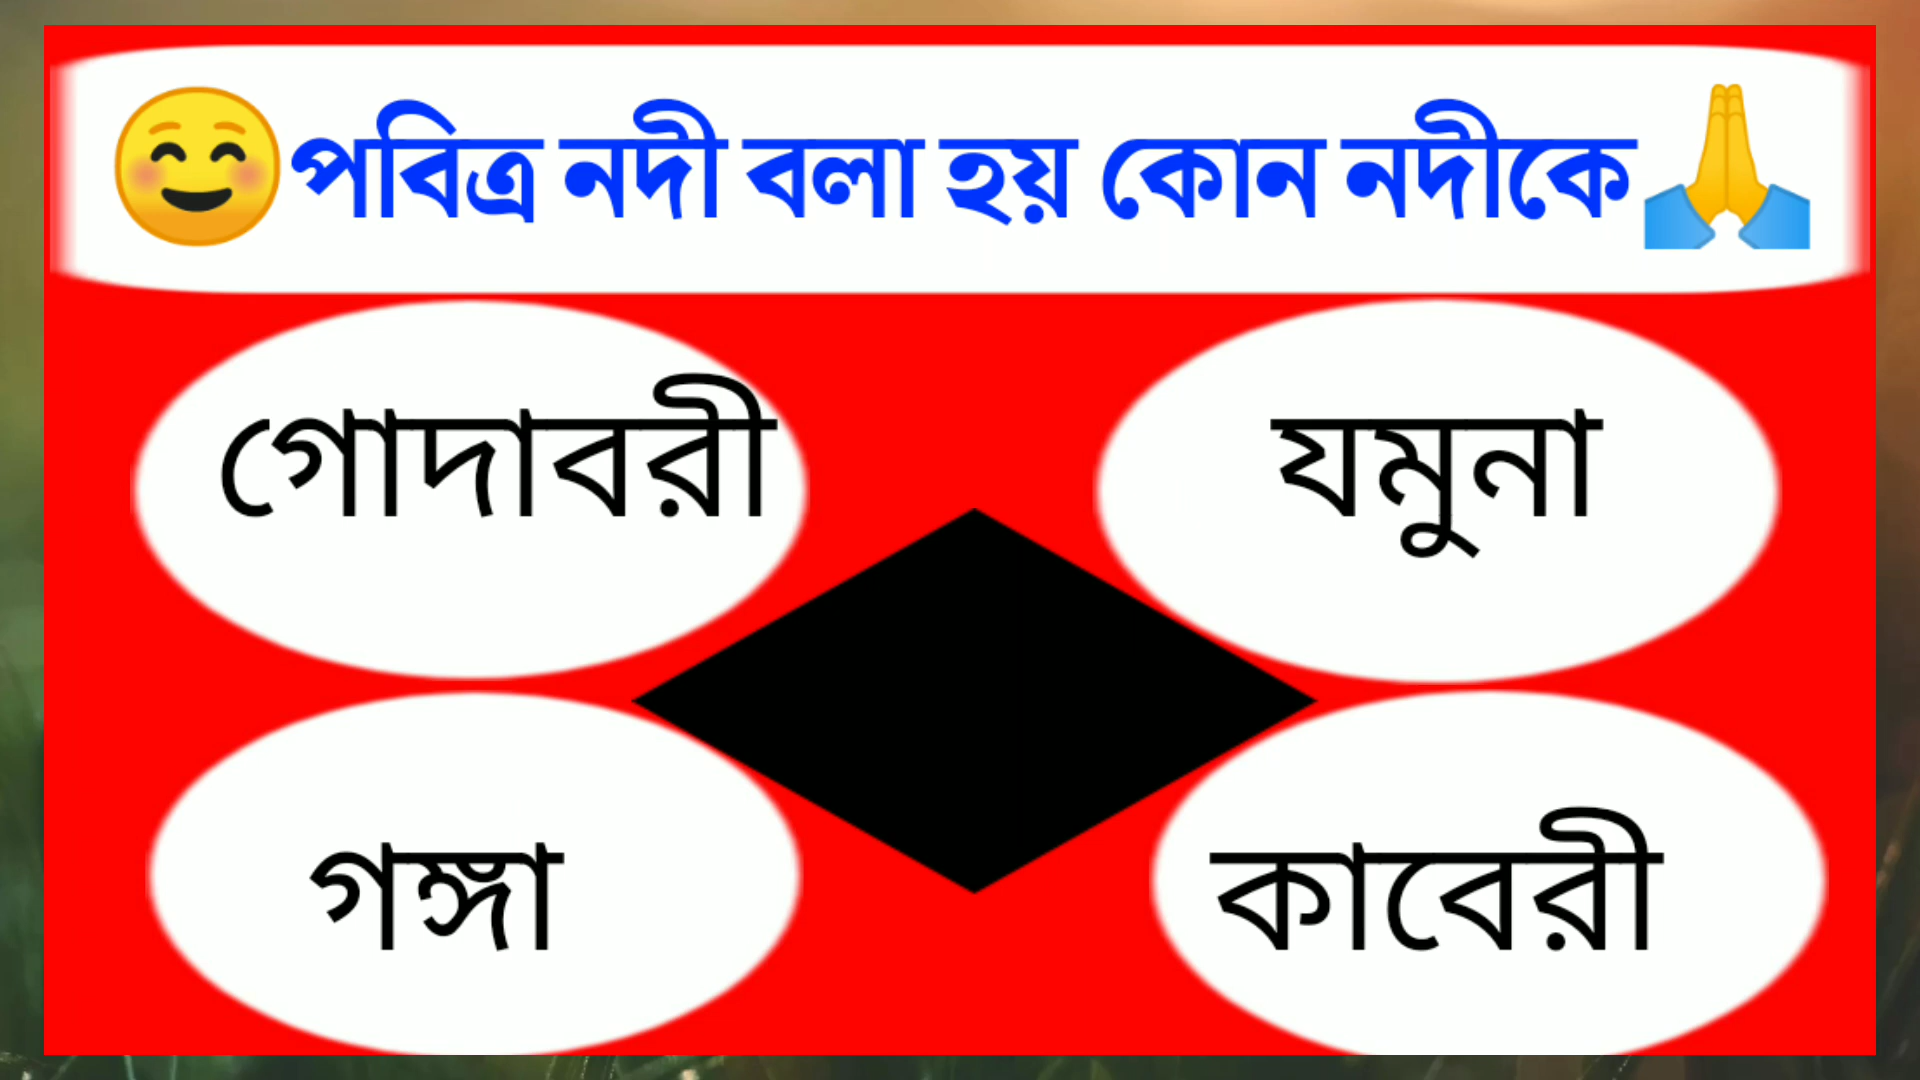 ☺️পবিত্র নদী বলা হয় কোন নদীকে🙏
গোদাবরী
যমুনা
গঙ্গা
কাবেরী